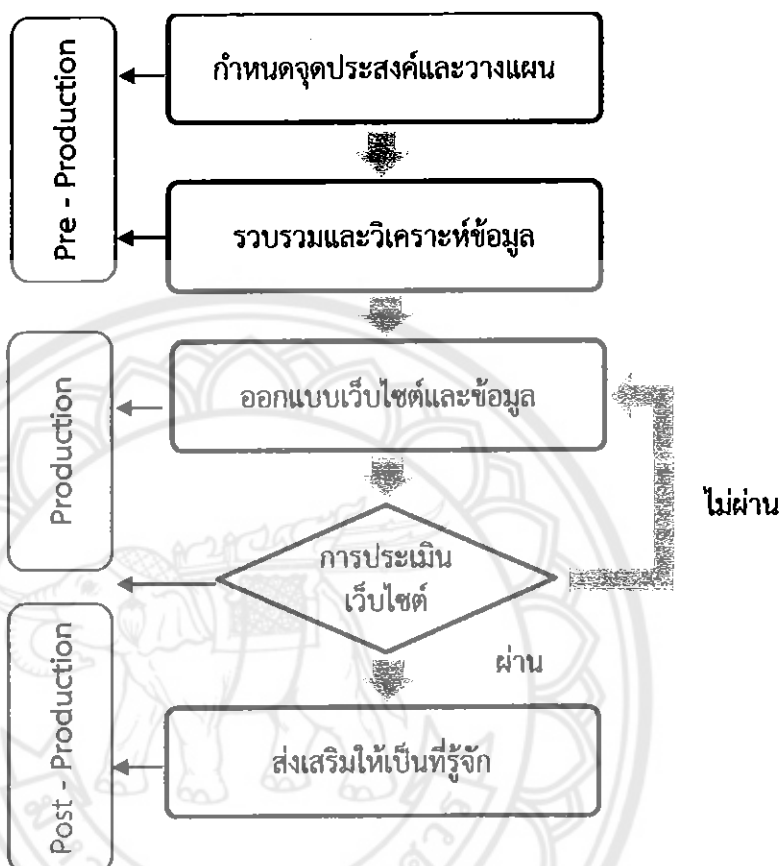 Pre - Production
กำหนดจุดประสงค์และวางแผน
รวบรวมและวิเคราะห์ข้อมูล
Production
ออกแบบเว็บไซต์และข้อมูล
ไม่ผ่าน
การประเมิน
เว็บไซต์
ผ่าน
Post - Production
ส่งเสริมให้เป็นที่รู้จัก